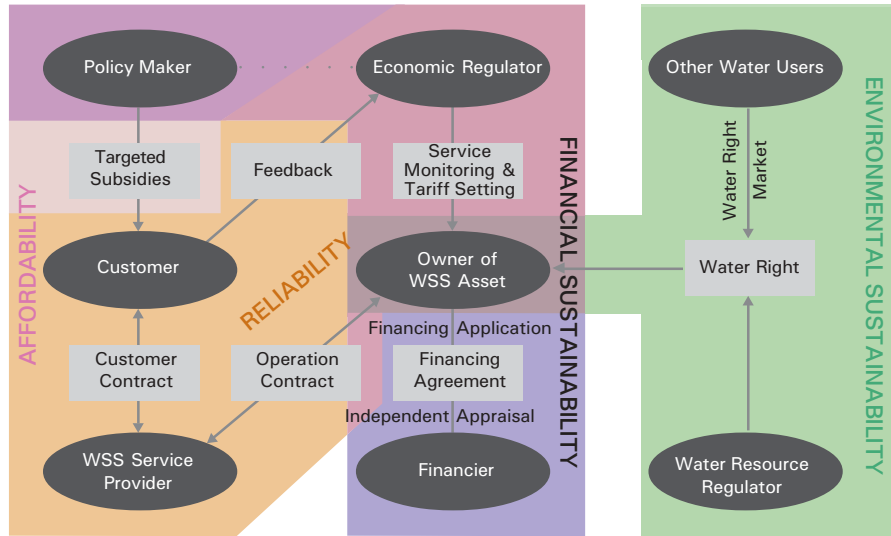 Policy Maker
Economic Regulator
Other Water Users
Targeted
Subsidies
Feedback
Service
Monitoring &
Tariff Setting
Water Right
Market
Customer
Owner of
WSS Asset
Water Right
Financing Application
Customer
Contract
Operation
Contract
Financing
Agreement
Independent Appraisal
WSS Service
Provider
Financier
Water Resource
Regulator
AFFORDABILITY
RELIABILITY
FINANCIAL SUSTAINABILITY
ENVIRONMENTAL SUSTAINABILITY